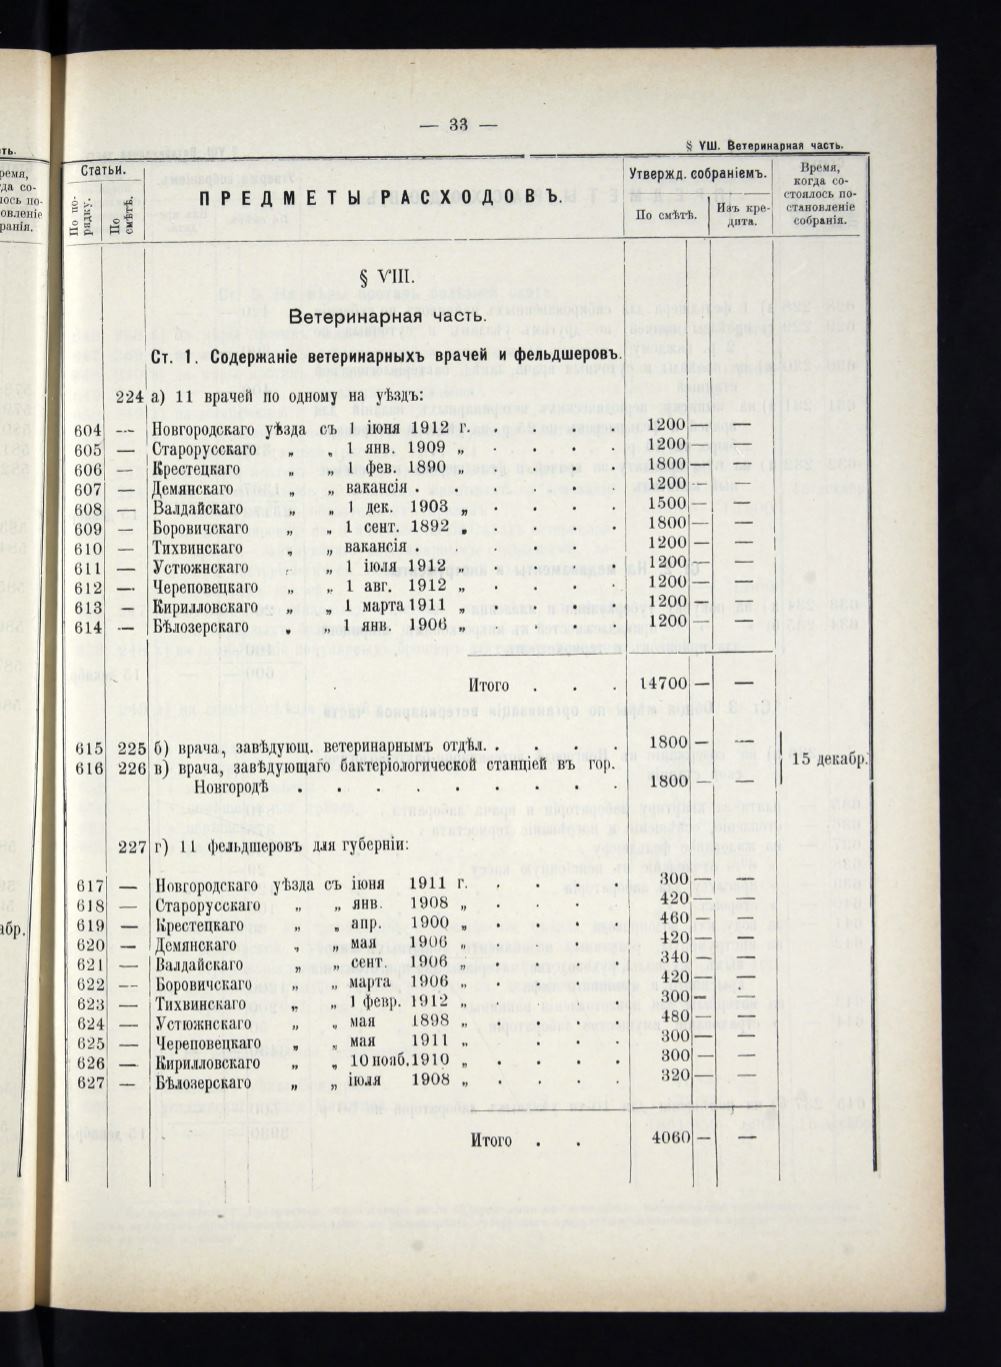 — 33 —
§ VШ. Ветеринарная часть.
Статьи.
По по-
рядку.
По
смѣтѣ.
ПРЕДМЕТЫ РАСХОДОВЪ.
Утвержд. собраніемъ.
По смѣтѣ.
Изъ кре-
дита.
Время,
когда со-
стоялось по-
становленіе
собранія.
§ VIII.
Ветеринарная часть.
Ст. 1. Содержаніе ветеринарныхъ врачей и фельдшеровъ.
224 а) 11 врачей по одному на уѣздъ:
604 — Новгородскаго уѣзда съ 1 іюня 1912 г. . . . . 1200 — —
605 — Старорусскаго „ „ 1 янв. 1909 „ . . . . 1200 — —
606 — Крестецкаго „ „ 1 фев. 1890 „ . . . . 1800 — —
607 — Демянскаго „ „ вакансія . . . . . . 1200 — —
608 — Валдайскаго „ „ 1 дек. 1903 „ . . . . 1500 — —
609 — Боровичскаго „ „ 1 сент. 1892 „ . . . . 1800 — —
610 — Тихвинскаго „ „ вакансія . . . . . 1200 — —
611 — Устюжнскаго „ „ 1 іюля 1912 „ . . . . 1200 — —
612 — Череповецкаго „ „ 1 авг. 1912 „ . . . . 1200 — —
613 — Кирилловскаго „ „ 1 марта 1911 „ . . . . 1200 — —
614 — Бѣлозерскаго „ „ 1 янв. 1906 „ . . . . 1200 — —
Итого . . . 14700 — —
615 225 б) врача, завѣдующ. ветеринарнымъ отдѣл. . . . . 1800 — —
616 226 в) врача, завѣдующаго бактеріологической станціей въ гор.
Новгородѣ . . . . . . . . . 1800 — —
15 декабр.
227 г) 11 фельдшеровъ для губерніи:
617 — Новгородскаго уѣзда съ іюня 1911 г. . . . . 300 — —
618 — Старорусскаго „ „ янв. 1908 „ . . . 420 — —
619 — Крестецкаго „ „ апр. 1900 „ . . . . 460 — —
620 — Демянскаго „ „ мая 1906 „ . . . 420 — —
621 — Валдайскаго „ „ сент. 1906 „ . . . . 340 — —
622 — Боровичскаго „ „ марта 1906 „ . . . 420 — —
623 — Тихвинскаго „ „ 1 февр. 1912 „ . . . . 300 — —
624 — Устюжнскаго „ „ мая 1898 „ . . . . 480 — —
625 — Череповецкаго „ „ мая 1911 „ . . . 300 — —
626 — Кирилловскаго „ „ 10 нояб. 1910 „ . . . . 300 — —
627 — Бѣлозерскаго „ „ іюля 1908 „ . . . . 320 — —
Итого . . 4060 — —